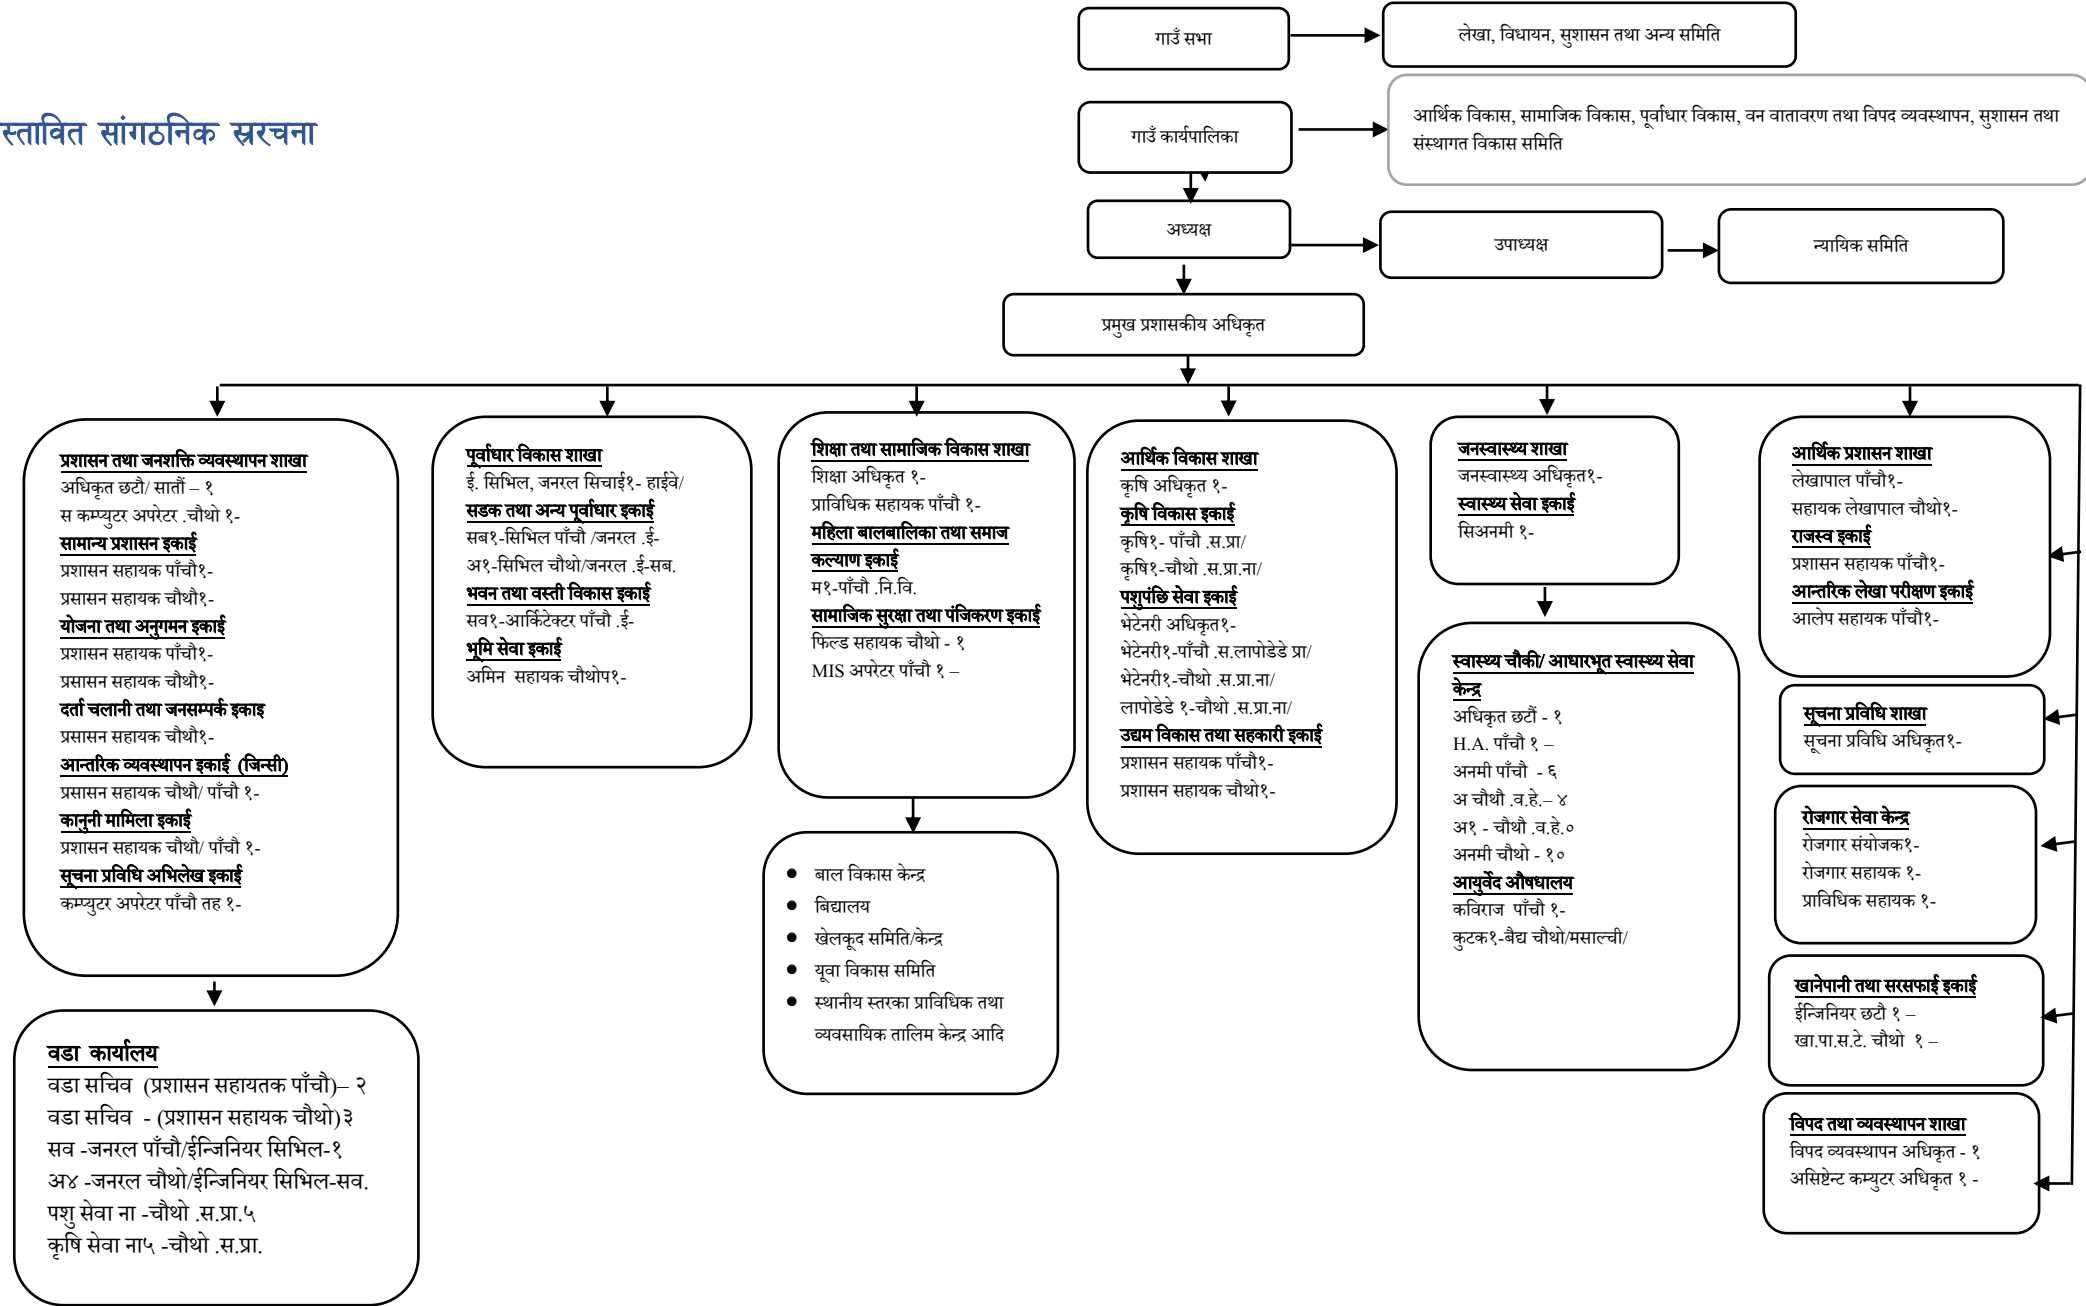 गाउँ सभा
लेखा, विधायन, सुशासन तथा अन्य समिति
स्तावित सांगठनिक स्ररचना
गाउँ कार्यपालिका
आर्थिक विकास, सामाजिक विकास, पूर्वाधार विकास, वन वातावरण तथा विपद व्यवस्थापन, सुशासन तथा
संस्थागत विकास समिति
अध्यक्ष
उपाध्यक्ष
न्यायिक समिति
प्रमुख प्रशासकीय अधिकृत
प्रशासन तथा जनशक्ति व्यवस्थापन शाखा
अधिकृत छटौ/ सातौं – १
स कम्प्युटर अपरेटर .चौथो १-
सामान्य प्रशासन इकाई
प्रशासन सहायक पाँचौ१-
प्रसासन सहायक चौथौ१-
योजना तथा अनुगमन इकाई
प्रशासन सहायक पाँचौ१-
प्रसासन सहायक चौथौ१-
दर्ता चलानी तथा जनसम्पर्क इकाइ
प्रसासन सहायक चौथौ१-
आन्तरिक व्यवस्थापन इकाई (जिन्सी)
प्रसासन सहायक चौथौ/ पाँचौ १-
कानुनी मामिला इकाई
प्रशासन सहायक चौथौ/ पाँचौ १-
सूचना प्रविधि अभिलेख इकाई
कम्प्युटर अपरेटर पाँचौ तह १-
वडा कार्यालय
वडा सचिव (प्रशासन सहायतक पाँचौ)– २
वडा सचिव - (प्रशासन सहायक चौथो)३
सव -जनरल पाँचौ/ईन्जिनियर सिभिल-१
अ४ -जनरल चौथो/ईन्जिनियर सिभिल-सव.
पशु सेवा ना -चौथो .स.प्रा.५
कृषि सेवा ना५ -चौथो .स.प्रा.
पूर्वाधार विकास शाखा
ई. सिभिल, जनरल सिचाई१- हाईवे/
सडक तथा अन्य पूर्वाधार इकाई
सब१-सिभिल पाँचौ /जनरल .ई-
अ१-सिभिल चौथो/जनरल .ई-सब.
भवन तथा वस्ती विकास इकाई
सव१-आर्किटेक्टर पाँचौ .ई-
भूमि सेवा इकाई
अमिन सहायक चौथोप१-
शिक्षा तथा सामाजिक विकास शाखा
शिक्षा अधिकृत १-
प्राविधिक सहायक पाँचौ १-
महिला बालबालिका तथा समाज
कल्याण इकाई
म१-पाँचौ .नि.वि.
सामाजिक सुरक्षा तथा पंजिकरण इकाई
फिल्ड सहायक चौथो - १
MIS अपरेटर पाँचौ १ –
● बाल विकास केन्द्र
● बिद्यालय
● खेलकूद समिति/केन्द्र
● यूवा विकास समिति
● स्थानीय स्तरका प्राविधिक तथा
व्यवसायिक तालिम केन्द्र आदि
आर्थिक विकास शाखा
कृषि अधिकृत १-
कृषि विकास इकाई
कृषि१- पाँचौ .स.प्रा/
कृषि१-चौथो .स.प्रा.ना/
पशुपंछि सेवा इकाई
भेटेनरी अधिकृत१-
भेटेनरी१-पाँचौ .स.लापोडेडे प्रा/
भेटेनरी१-चौथो .स.प्रा.ना/
लापोडेडे १-चौथो .स.प्रा.ना/
उद्यम विकास तथा सहकारी इकाई
प्रशासन सहायक पाँचौ१-
प्रशासन सहायक चौथो१-
जनस्वास्थ्य शाखा
जनस्वास्थ्य अधिकृत१-
स्वास्थ्य सेवा इकाई
सिअनमी १-
स्वास्थ्य चौकी/ आधारभूत स्वास्थ्य सेवा
केन्द्र
अधिकृत छटौं - १
H.A. पाँचौ १ –
अनमी पाँचौ - ६
अ चौथौ .व.हे.– ४
अ१ - चौथौ .व.हे.०
अनमी चौथो - १०
आयुर्वेद औषधालय
कविराज पाँचौ १-
कुटक१-बैद्य चौथो/मसाल्ची/
आर्थिक प्रशासन शाखा
लेखापाल पाँचौ१-
सहायक लेखापाल चौथो१-
राजस्व इकाई
प्रशासन सहायक पाँचौ१-
आन्तरिक लेखा परीक्षण इकाई
आलेप सहायक पाँचौ१-
सूचना प्रविधि शाखा
सूचना प्रविधि अधिकृत१-
रोजगार सेवा केन्द्र
रोजगार संयोजक१-
रोजगार सहायक १-
प्राविधिक सहायक १-
खानेपानी तथा सरसफाई इकाई
ईन्जिनियर छटौ १ –
खा.पा.स.टे. चौथो १ –
विपद तथा व्यवस्थापन शाखा
विपद व्यवस्थापन अधिकृत - १
असिष्टेन्ट कम्युटर अधिकृत १ -